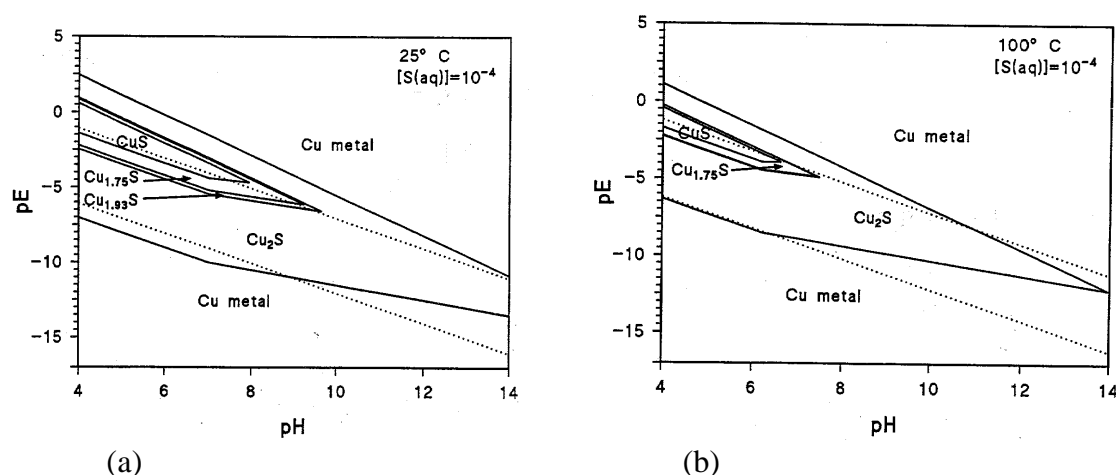 25° C
[S(aq)]=10⁻⁴
Cu metal
CuS
Cu₁.₇₅S
Cu₁.₉₃S
Cu₂S
Cu metal
5
0
−5
−10
−15
pE
4
6
8
10
12
14
pH
(a)
100° C
[S(aq)]=10⁻⁴
Cu metal
CuS
Cu₁.₇₅S
Cu₂S
Cu metal
5
0
−5
−10
−15
pE
4
6
8
10
12
14
pH
(b)